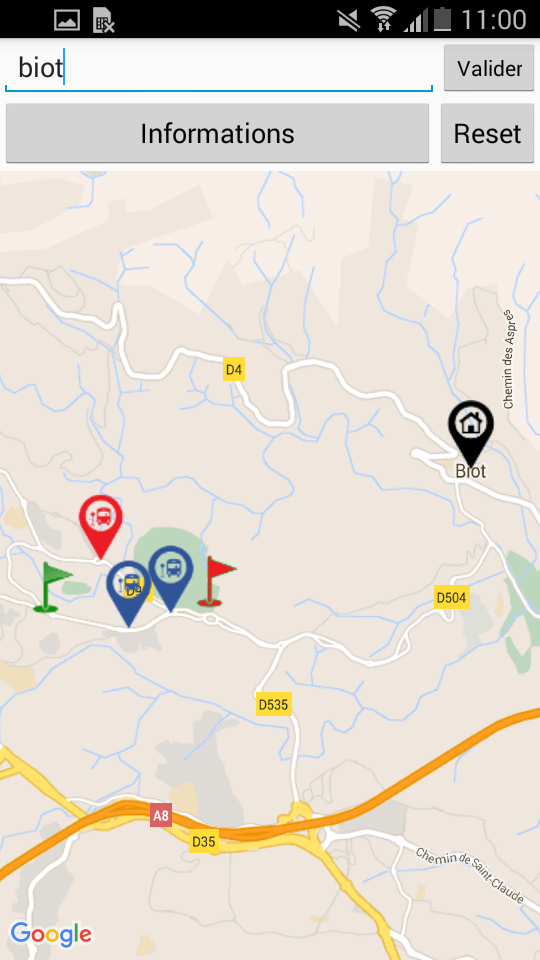 11:00
biot
Valider
Informations
Reset
Chemin des Aspres
D4
Biot
D504
D535
A8
D35
Chemin de Saint-Claude
Google